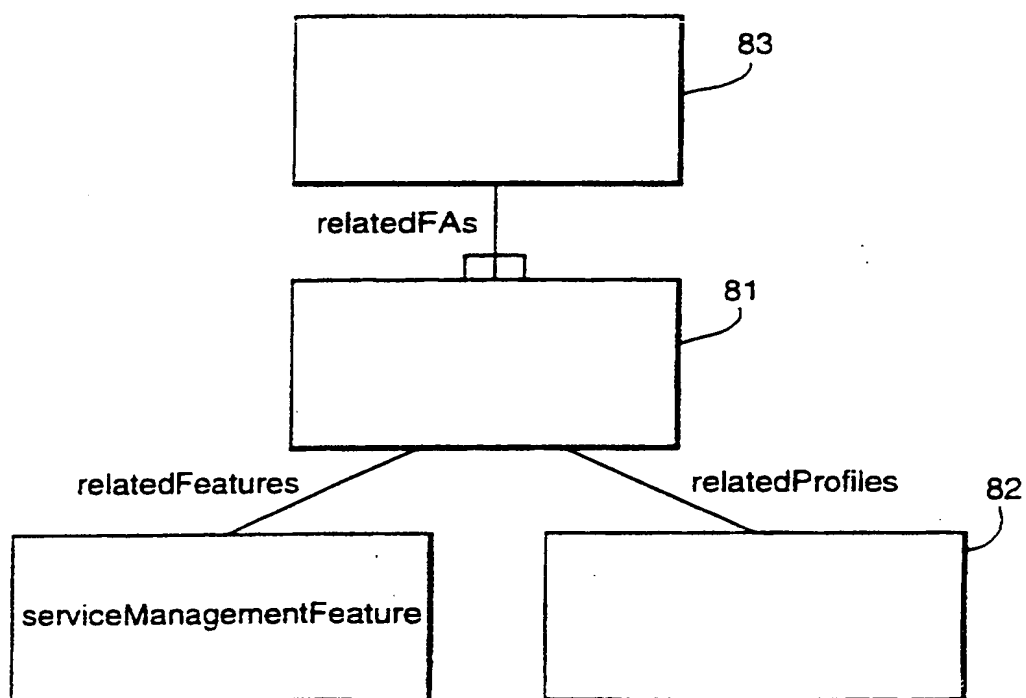 83
relatedFAs
81
relatedFeatures
relatedProfiles
82
serviceManagementFeature